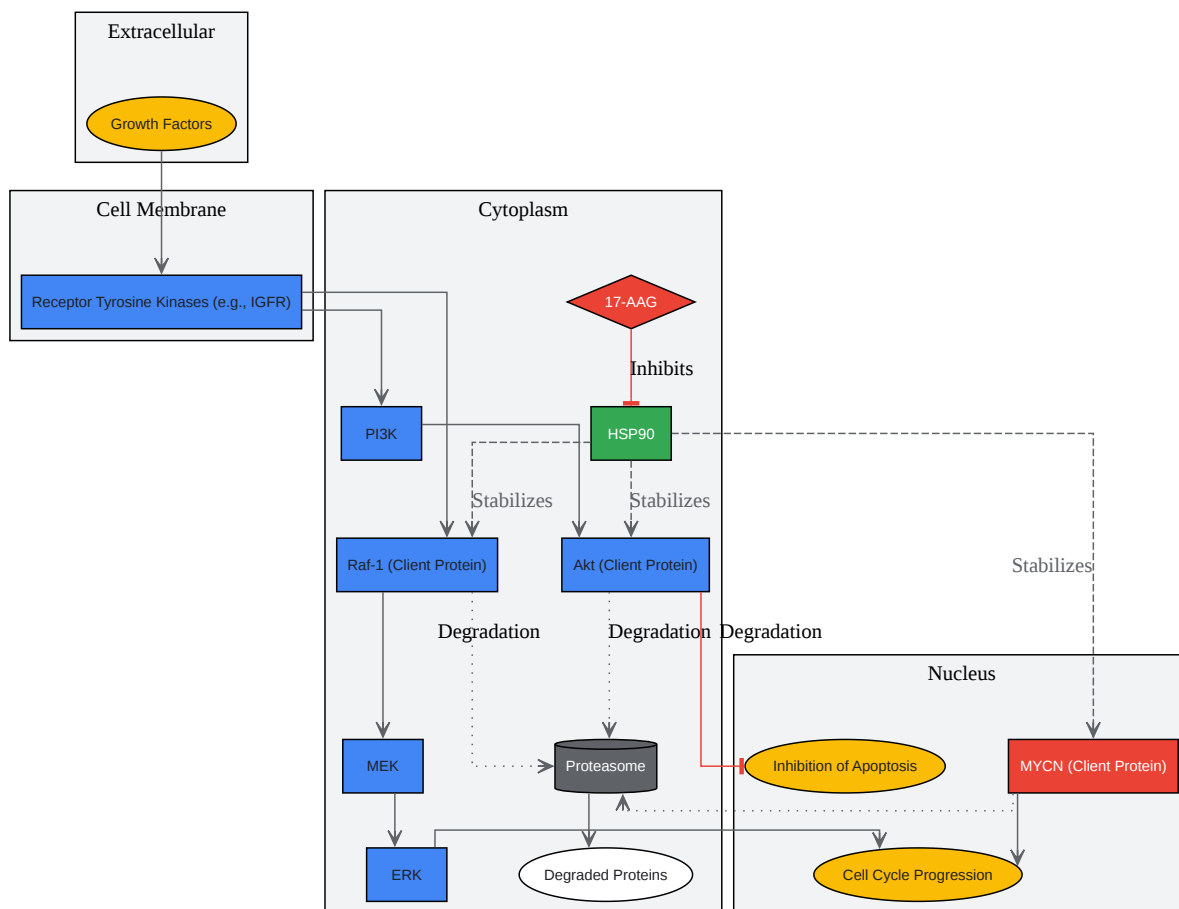 Extracellular
Growth Factors
Cell Membrane
Receptor Tyrosine Kinases (e.g., IGFR)
Cytoplasm
17-AAG
Inhibits
PI3K
HSP90
Stabilizes
Stabilizes
Raf-1 (Client Protein)
Akt (Client Protein)
Stabilizes
Degradation
Degradation
Degradation
Nucleus
MEK
Proteasome
Inhibition of Apoptosis
MYCN (Client Protein)
ERK
Degraded Proteins
Cell Cycle Progression